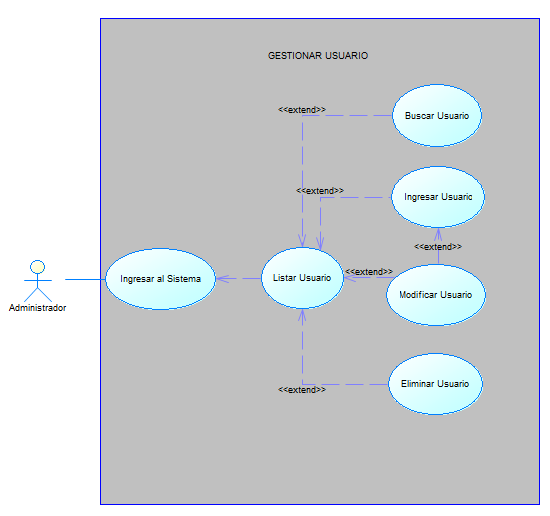 GESTIONAR USUARIO
<<extend>>
Buscar Usuario
<<extend>>
Ingresar Usuario
<<extend>>
Ingresar al Sistema
Listar Usuario
<<extend>>
Modificar Usuario
Administrador
Eliminar Usuario
<<extend>>